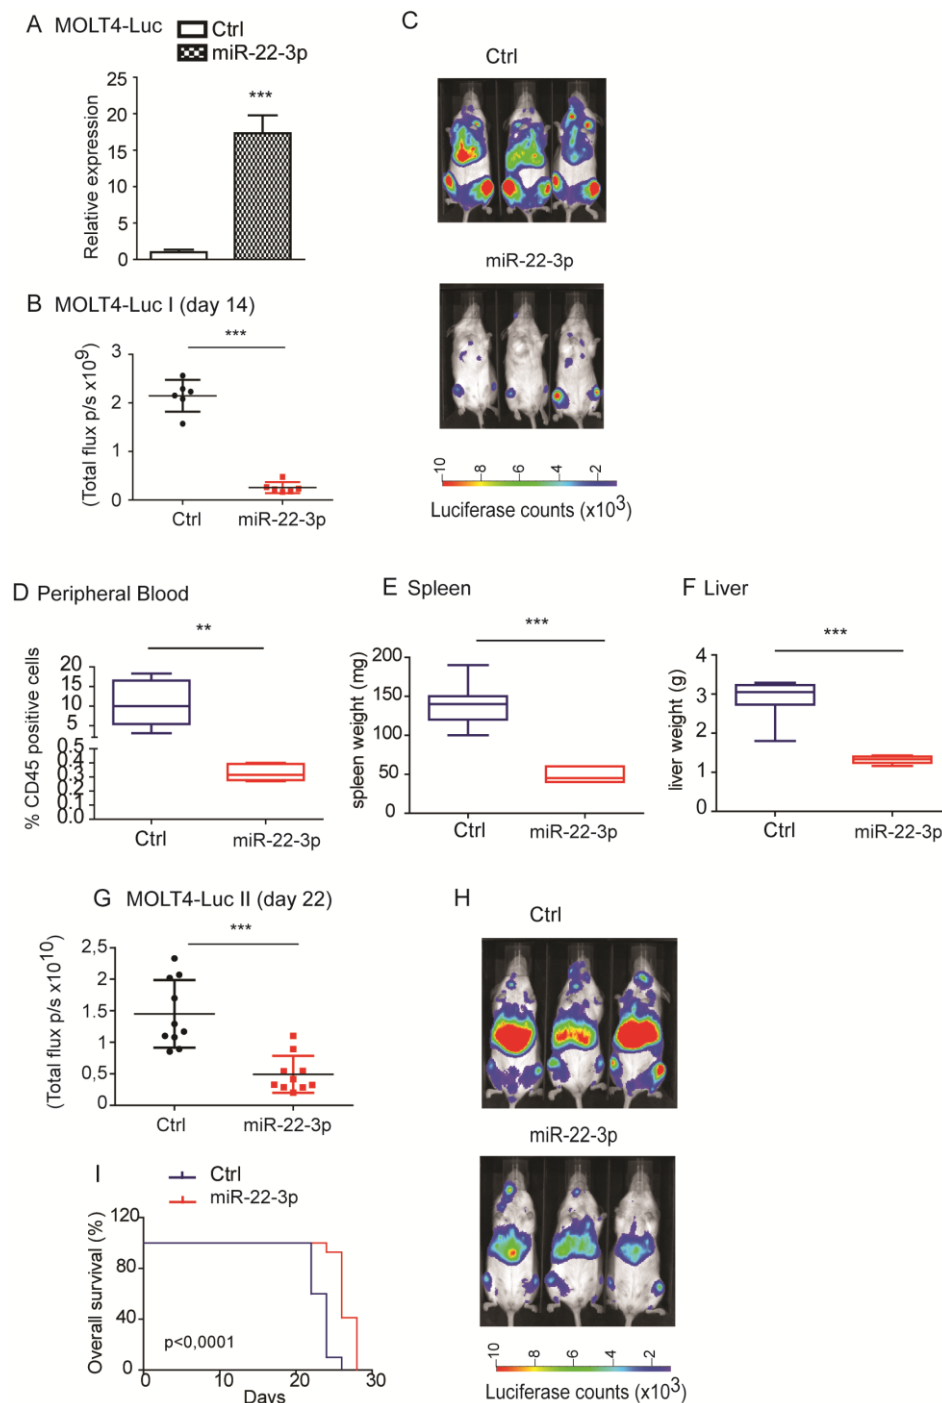 A MOLT4-Luc
Ctrl
miR-22-3p
Relative expression
25
20
15
10
5
0
***
B MOLT4-Luc I (day 14)
(Total flux p/s x10⁹)
3
2
1
0
***
Ctrl miR-22-3p
C
Ctrl
miR-22-3p
10 8 6 4 2
Luciferase counts (x10³)
D Peripheral Blood
% CD45 positive cells
20
15
10
5
0.5
0.4
0.3
0.2
0.1
0.0
**
Ctrl miR-22-3p
E Spleen
spleen weight (mg)
200
150
100
50
0
***
Ctrl miR-22-3p
F Liver
liver weight (g)
4
3
2
1
0
***
Ctrl miR-22-3p
G MOLT4-Luc II (day 22)
(Total flux p/s x10¹⁰)
2,5
2
1.5
1
0,5
0
***
Ctrl miR-22-3p
H
Ctrl
miR-22-3p
10 8 6 4 2
Luciferase counts (x10³)
I
Ctrl
miR-22-3p
Overall survival (%)
120
80
40
0
p<0,0001
0 10 20 30
Days